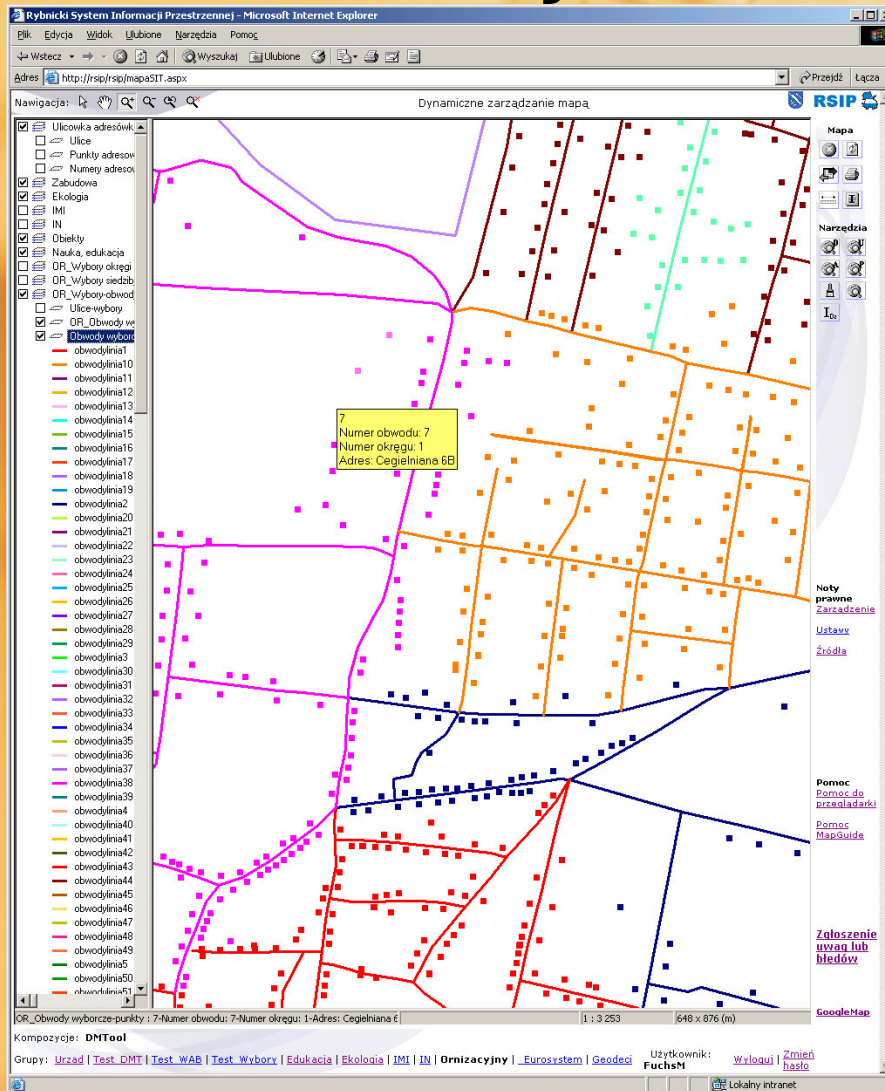 Rybnicki System Informacji Przestrzennej - Microsoft Internet Explorer
Plik Edycja Widok Ulubione Narzędzia Pomoc
Wstecz Wyszukaj Ulubione
Adres http://rsip/rsip/mapaSIT.aspx Przejdź Łącza
Nawigacja: Dynamiczne zarządzanie mapą RSIP
Ulicowka adresówk
Ulice
Punkty adresow
Numery adresow
Zabudowa
Ekologia
IMI
IN
Obiekty
Nauka, edukacja
OR_Wybory okręgi
OR_Wybory siedzib
OR_Wybory-obwod
Ulice-wybory
OR_Obwody wy
Obwody wyborc
obwodylinia1
obwodylinia10
obwodylinia11
obwodylinia12
obwodylinia13
obwodylinia14
obwodylinia15
obwodylinia16
obwodylinia17
obwodylinia18
obwodylinia19
obwodylinia2
obwodylinia20
obwodylinia21
obwodylinia22
obwodylinia23
obwodylinia24
obwodylinia25
obwodylinia26
obwodylinia27
obwodylinia28
obwodylinia29
obwodylinia3
obwodylinia30
obwodylinia31
obwodylinia32
obwodylinia33
obwodylinia34
obwodylinia35
obwodylinia36
obwodylinia37
obwodylinia38
obwodylinia39
obwodylinia4
obwodylinia40
obwodylinia41
obwodylinia42
obwodylinia43
obwodylinia44
obwodylinia45
obwodylinia46
obwodylinia47
obwodylinia48
obwodylinia49
obwodylinia5
obwodylinia50
obwodylinia51
7
Numer obwodu: 7
Numer okręgu: 1
Adres: Cegielniana 6B
Mapa
Narzędzia
Noty
prawne
Zarządzenie
Ustawy
Źródła
Pomoc
Pomoc do
przeglądarki
Pomoc
MapGuide
Zgłoszenie
uwag lub
błędów
GoogleMap
OR_Obwody wyborcze-punkty : 7-Numer obwodu: 7-Numer okręgu: 1-Adres: Cegielniana 6 1 : 3 253 648 x 876 (m)
Kompozycje: DMTool
Grupy: Urzad | Test_DMT | Test_WAB | Test_Wybory | Edukacja | Ekologia | IMI | IN | Ornizacyjny | _Eurosystem | Geodeci Użytkownik: FuchsM Wyloguj | Zmień hasło
Lokalny intranet